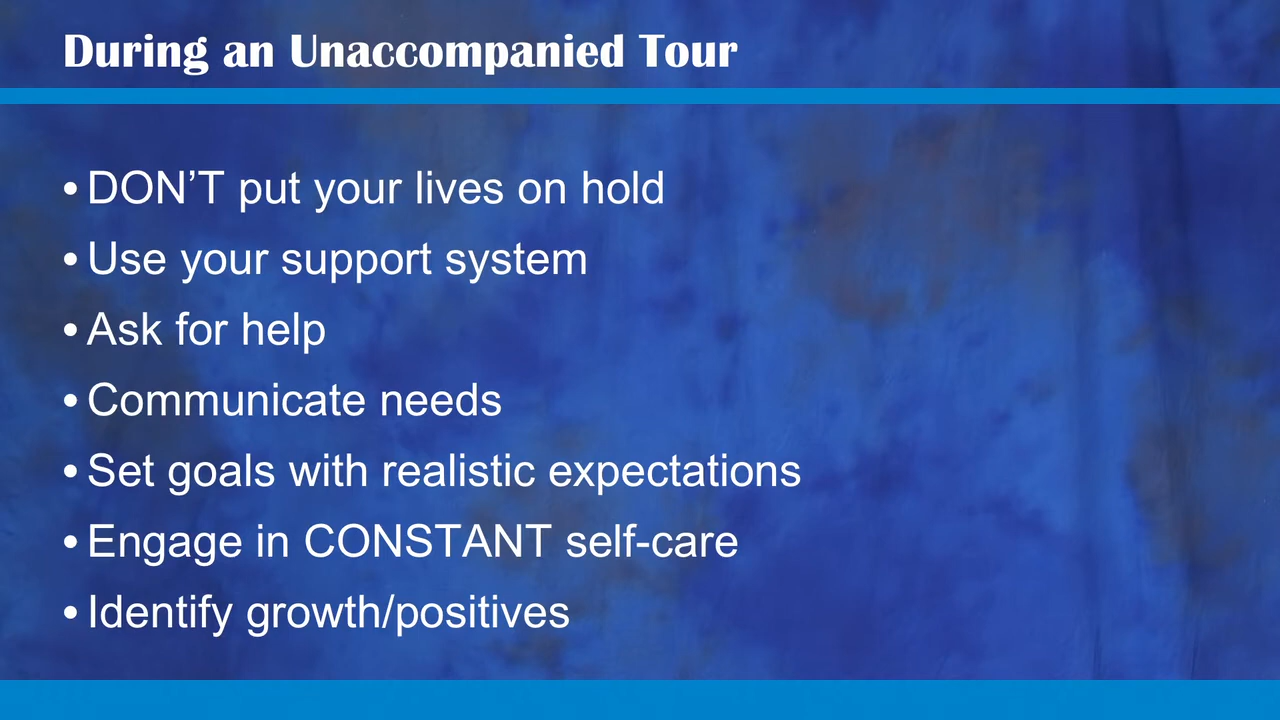 During an Unaccompanied Tour
• DON’T put your lives on hold
• Use your support system
• Ask for help
• Communicate needs
• Set goals with realistic expectations
• Engage in CONSTANT self-care
• Identify growth/positives